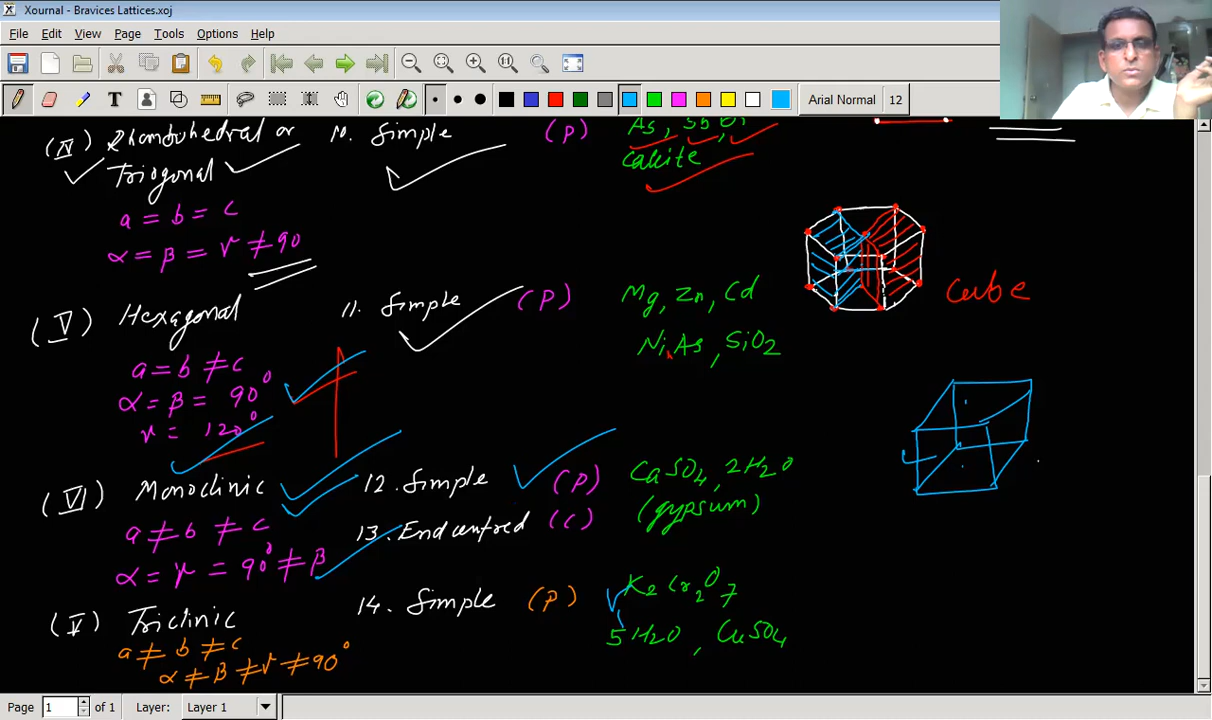 Xournal - Bravices Lattices.xoj
File Edit View Page Tools Options Help
Arial Normal 12
(IV) Rhombohedral or 10. Simple (P) As, Sb, Bi
Trigonal calcite
a = b = c
α = β = γ ≠ 90
(V) Hexagonal 11. Simple (P) Mg, Zn, Cd
cube
NiAs, SiO2
a = b ≠ c
α = β = 90°
γ = 120°
(VI) Monoclinic 12. Simple (P) CaSO4, 2H2O
a ≠ b ≠ c 13. End centred (C) (gypsum)
α = γ = 90° ≠ β
(V) Triclinic 14. Simple (P) K2Cr2O7
a ≠ b ≠ c 5H2O, CuSO4
α ≠ β ≠ γ ≠ 90°
Page 1 of 1 Layer: Layer 1